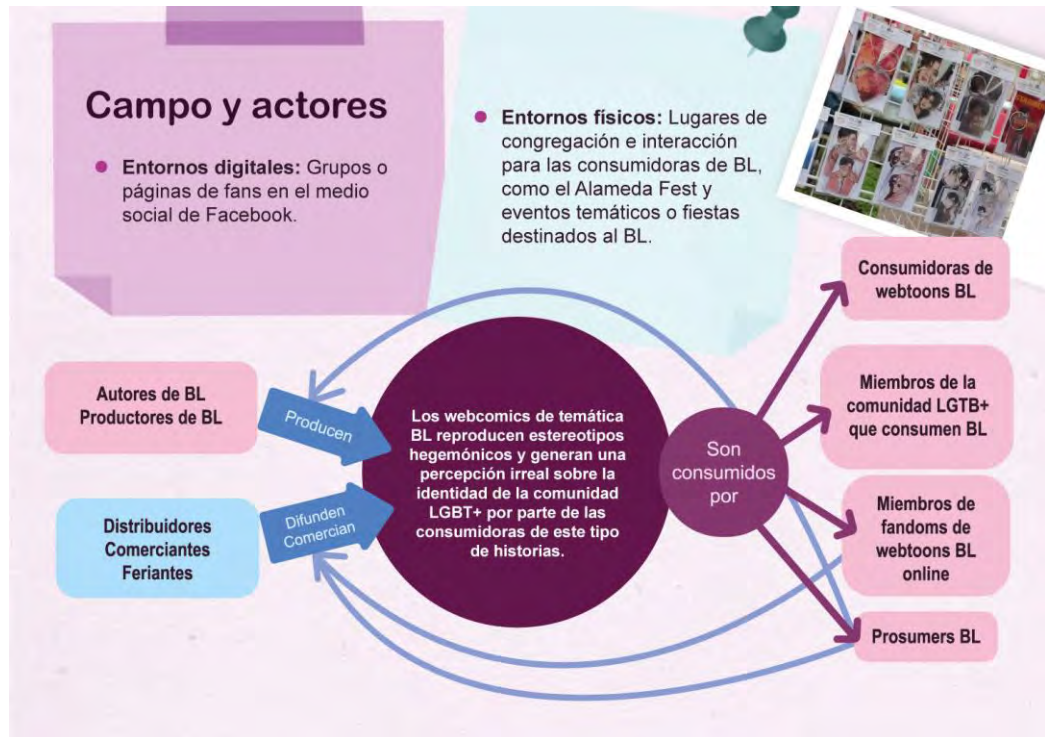 Campo y actores
Entornos digitales: Grupos o
páginas de fans en el medio
social de Facebook.
Entornos físicos: Lugares de
congregación e interacción
para las consumidoras de BL,
como el Alameda Fest y
eventos temáticos o fiestas
destinados al BL.
Autores de BL
Productores de BL
Producen
Distribuidores
Comerciantes
Feriantes
Difunden
Comercian
Los webcomics de temática
BL reproducen estereotipos
hegemónicos y generan una
percepción irreal sobre la
identidad de la comunidad
LGBT+ por parte de las
consumidoras de este tipo
de historias.
Son
consumidos
por
Consumidoras de
webtoons BL
Miembros de la
comunidad LGTB+
que consumen BL
Miembros de
fandoms de
webtoons BL
online
Prosumers BL